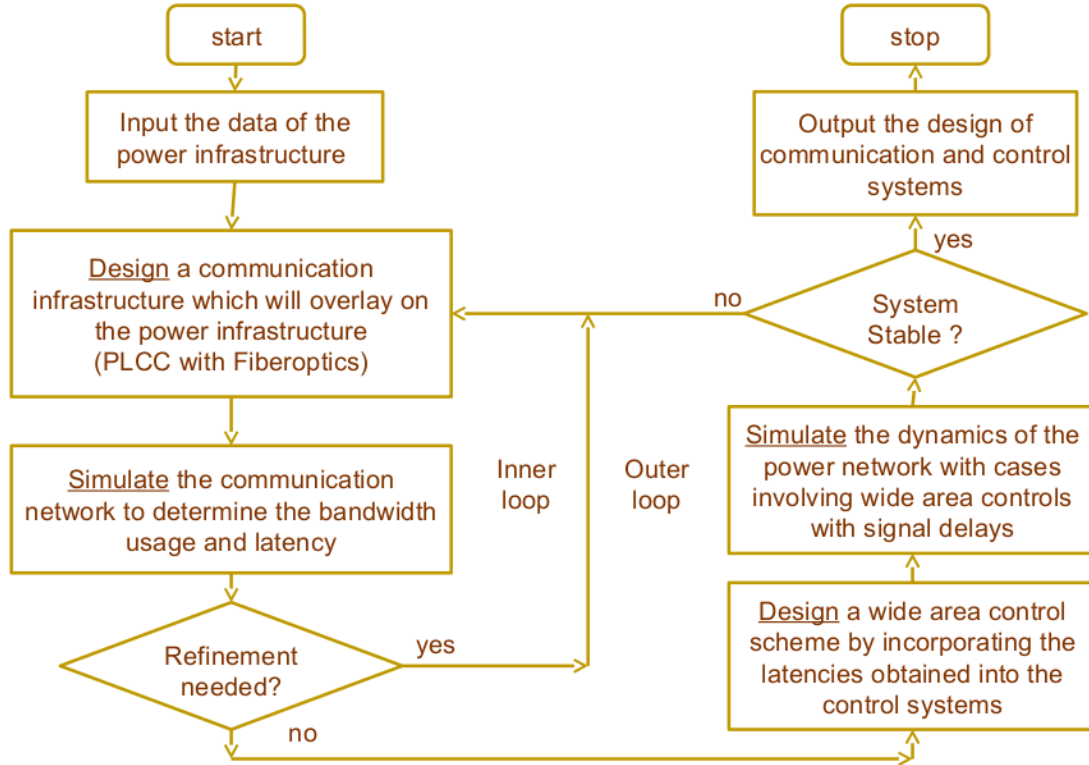 start
Input the data of the
power infrastructure
Design a communication
infrastructure which will overlay on
the power infrastructure
(PLCC with Fiberoptics)
Simulate the communication
network to determine the bandwidth
usage and latency
Refinement
needed?
yes
no
Inner
loop
Outer
loop
Design a wide area control
scheme by incorporating the
latencies obtained into the
control systems
Simulate the dynamics of the
power network with cases
involving wide area controls
with signal delays
System
Stable ?
no
yes
Output the design of
communication and control
systems
stop